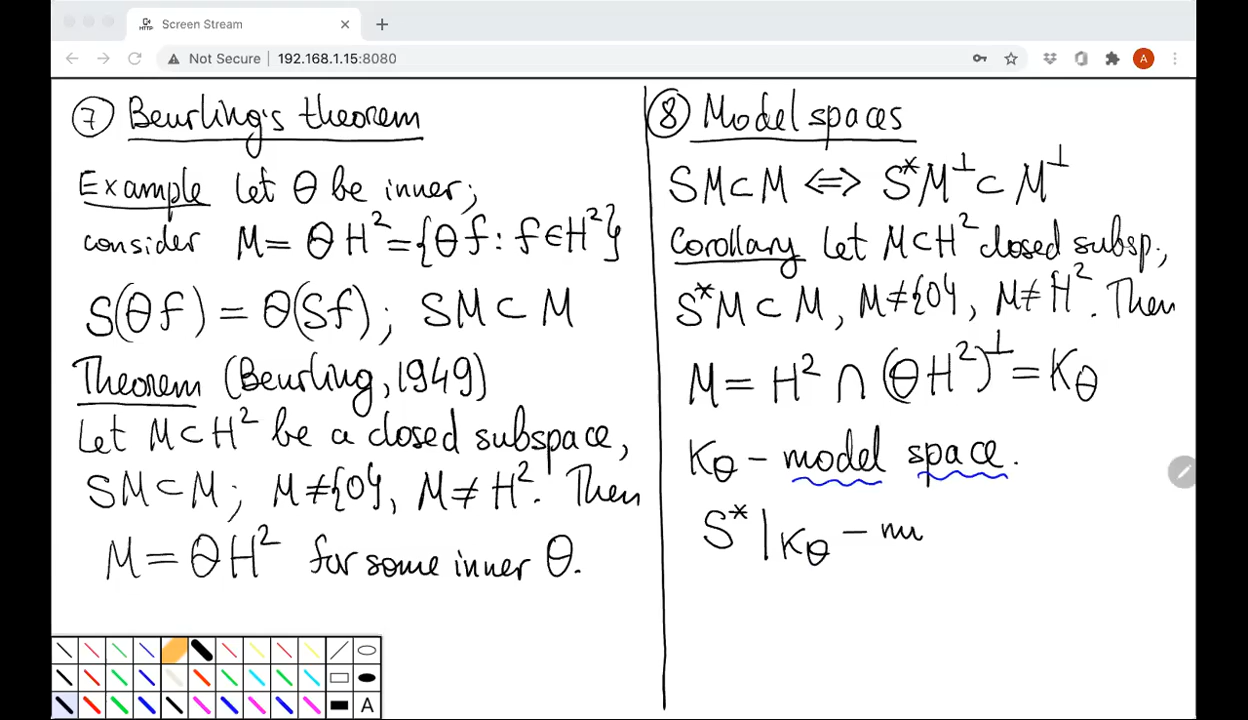 Screen Stream
Not Secure 192.168.1.15:8080
A
⑦ Beurling's theorem
Example Let θ be inner;
consider M = θH² = {θf : f ∈ H²}
S(θf) = θ(Sf); SM ⊂ M
Theorem (Beurling, 1949)
Let M ⊂ H² be a closed subspace,
SM ⊂ M; M ≠ {0}, M ≠ H². Then
M = θH² for some inner θ.
⑧ Model spaces
SM ⊂ M ⟺ S*M^⊥ ⊂ M^⊥
Corollary Let M ⊂ H² closed subsp.,
S*M ⊂ M, M ≠ {0}, M ≠ H². Then
M = H² ∩ (θH²)^⊥ = K_θ
K_θ – model space.
S*|K_θ –
A